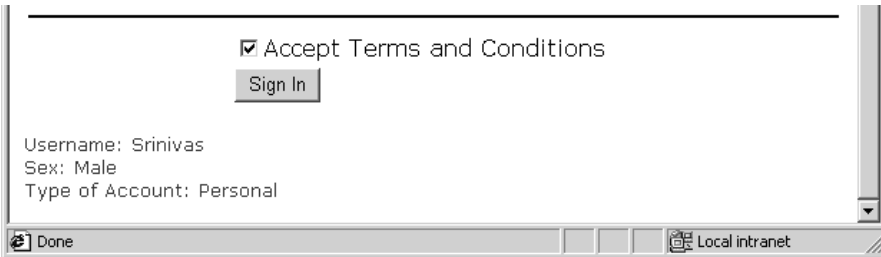 Accept Terms and Conditions
Sign In
Username: Srinivas
Sex: Male
Type of Account: Personal
Done
Local intranet